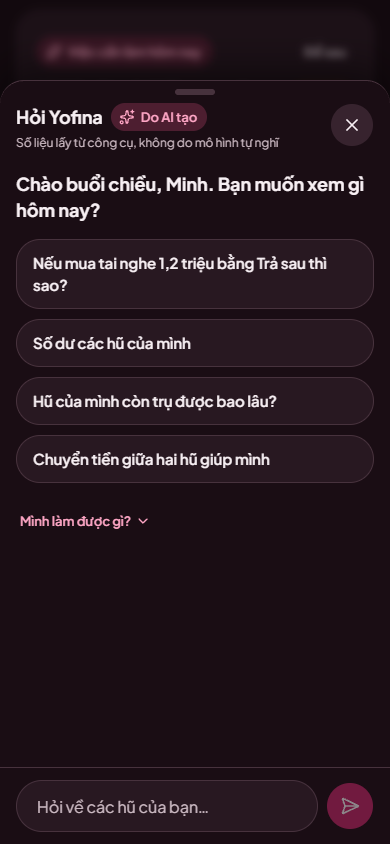 Hỏi Yofina
Do AI tạo
Số liệu lấy từ công cụ, không do mô hình tự nghĩ
Chào buổi chiều, Minh. Bạn muốn xem gì
hôm nay?
Nếu mua tai nghe 1,2 triệu bằng Trả sau thì
sao?
Số dư các hũ của mình
Hũ của mình còn trụ được bao lâu?
Chuyển tiền giữa hai hũ giúp mình
Mình làm được gì?
Hỏi về các hũ của bạn...